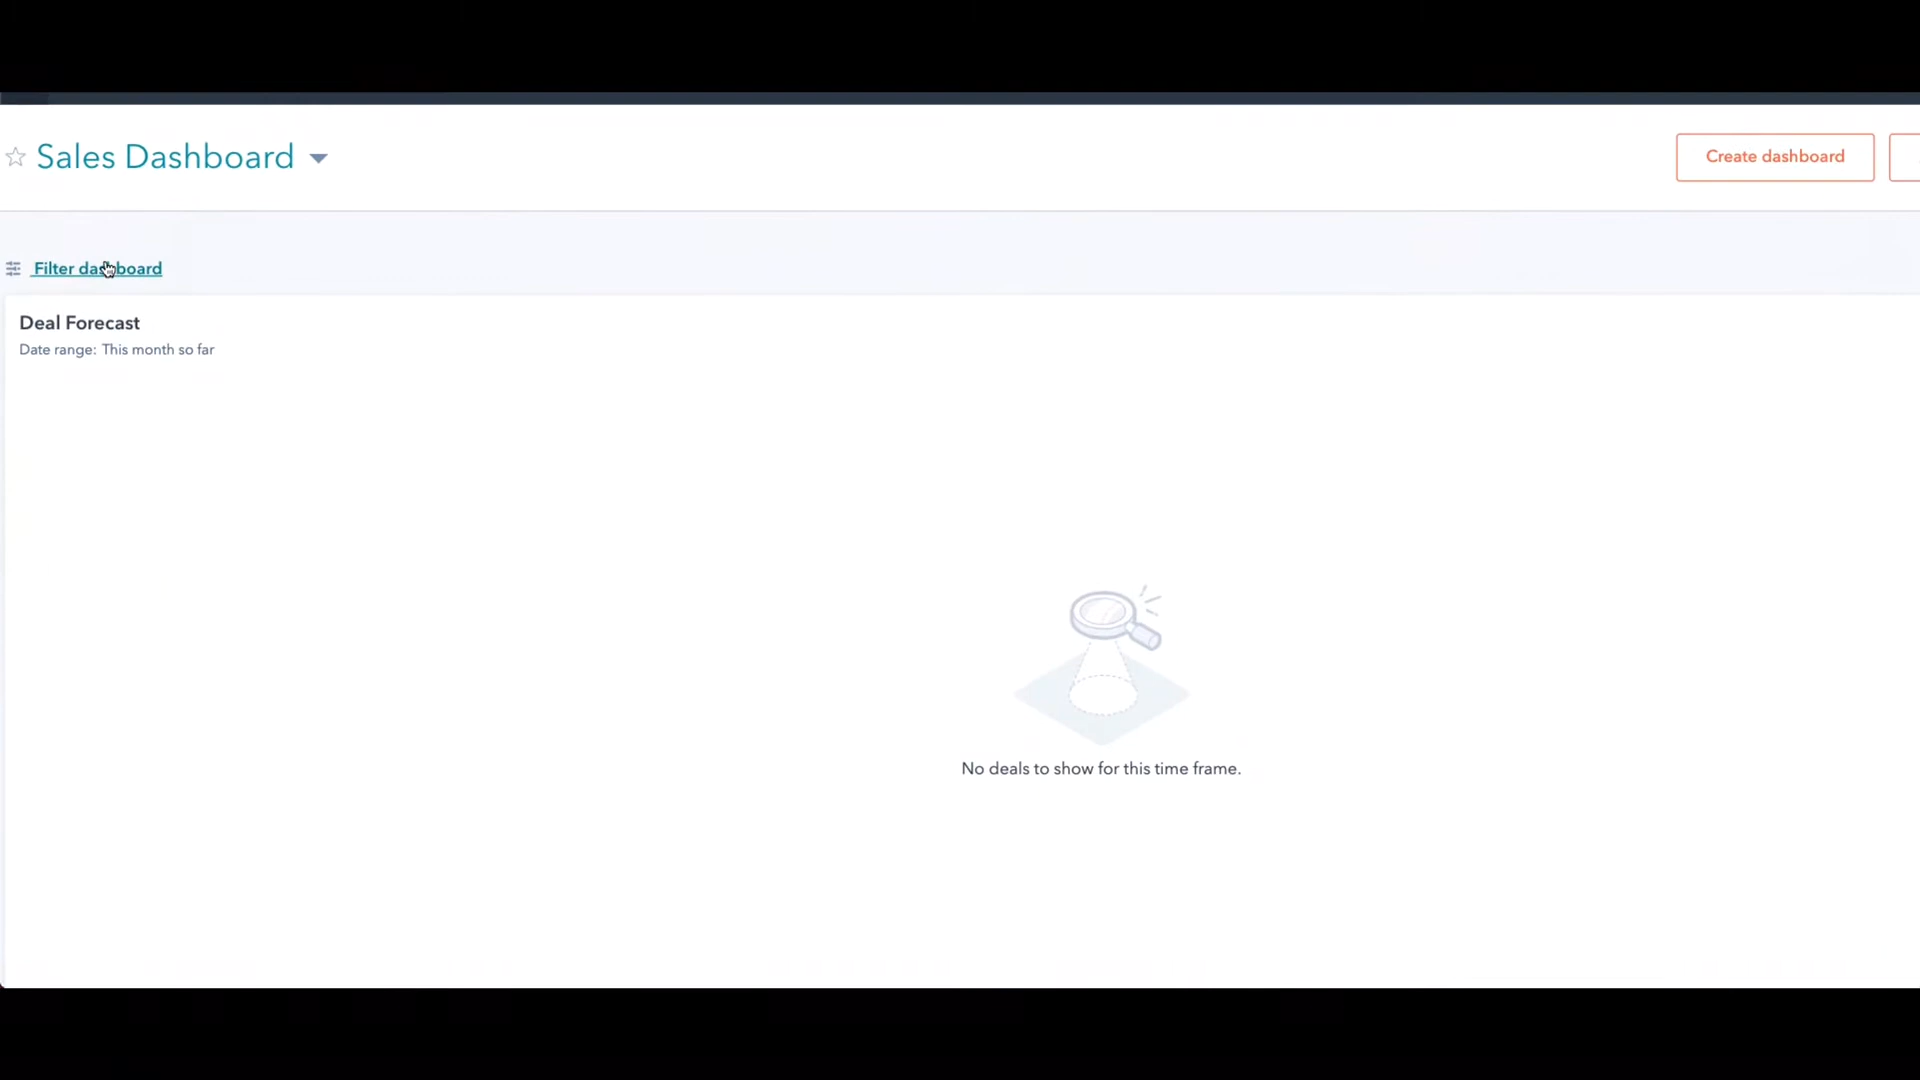 Sales Dashboard
Create dashboard
Filter dashboard
Deal Forecast
Date range: This month so far
No deals to show for this time frame.